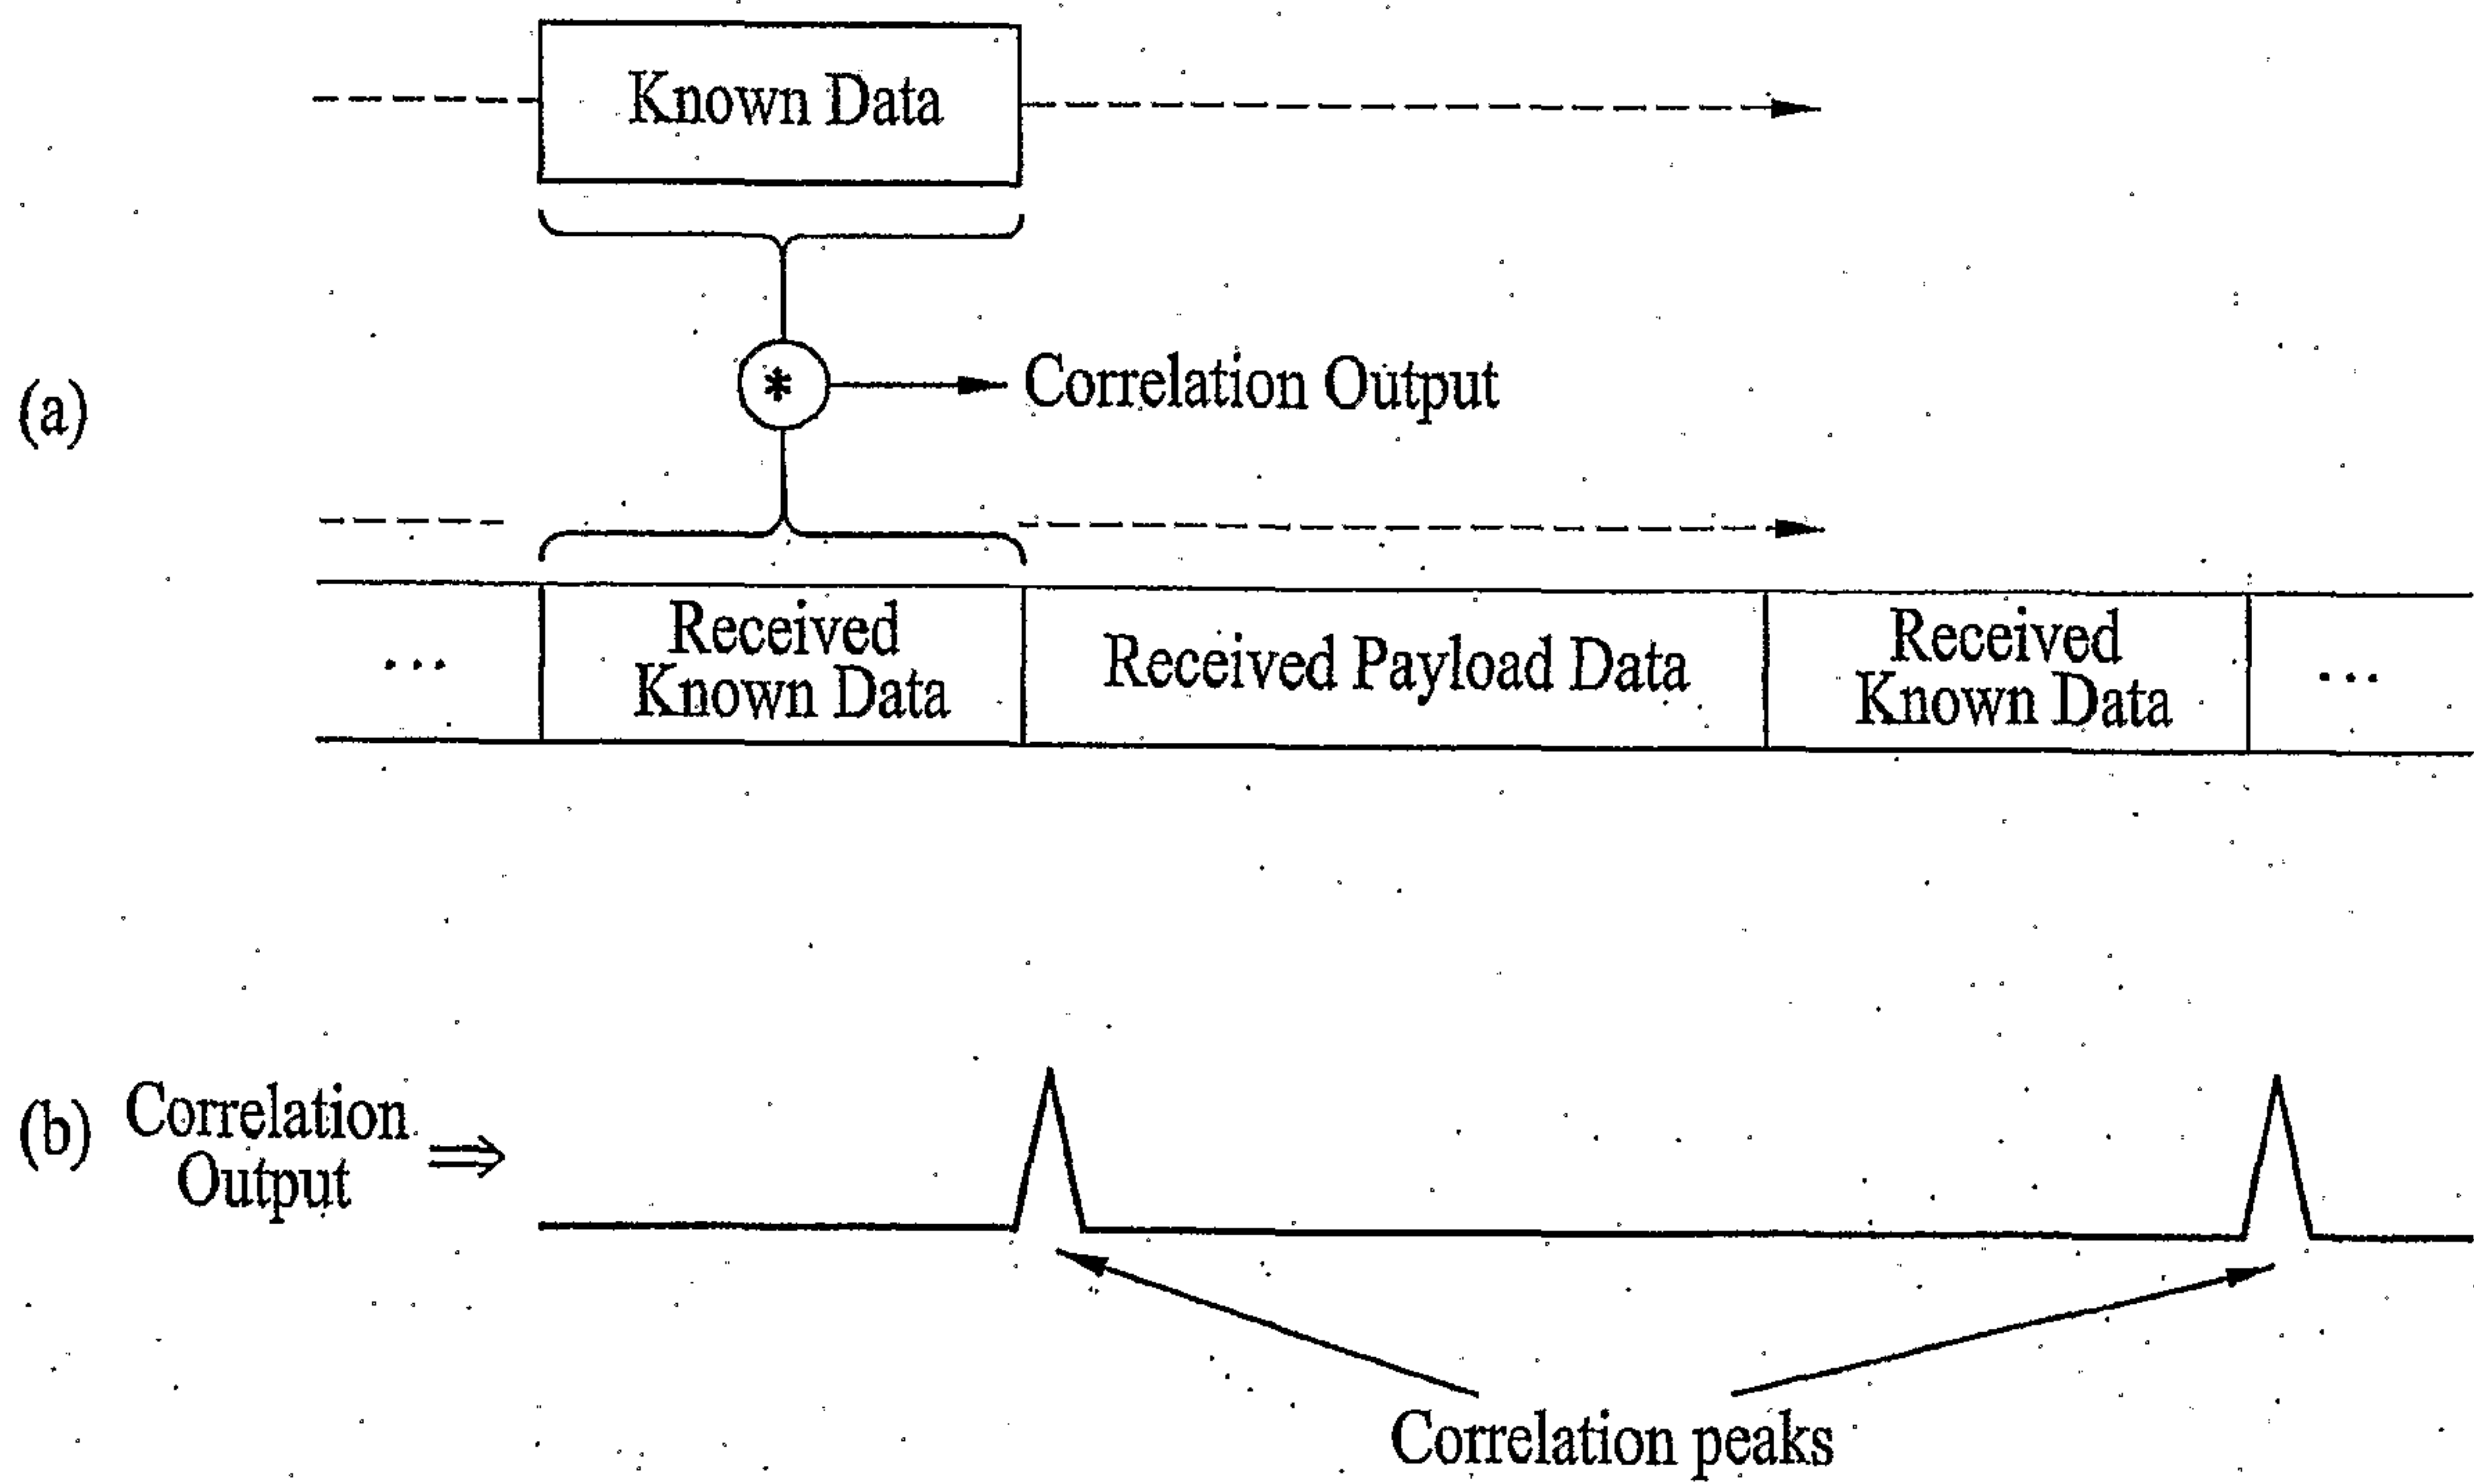 Known Data
(a)
*
Correlation Output
...
Received
Known Data
Received Payload Data
Received
Known Data
...
(b)
Correlation
Output
Correlation peaks